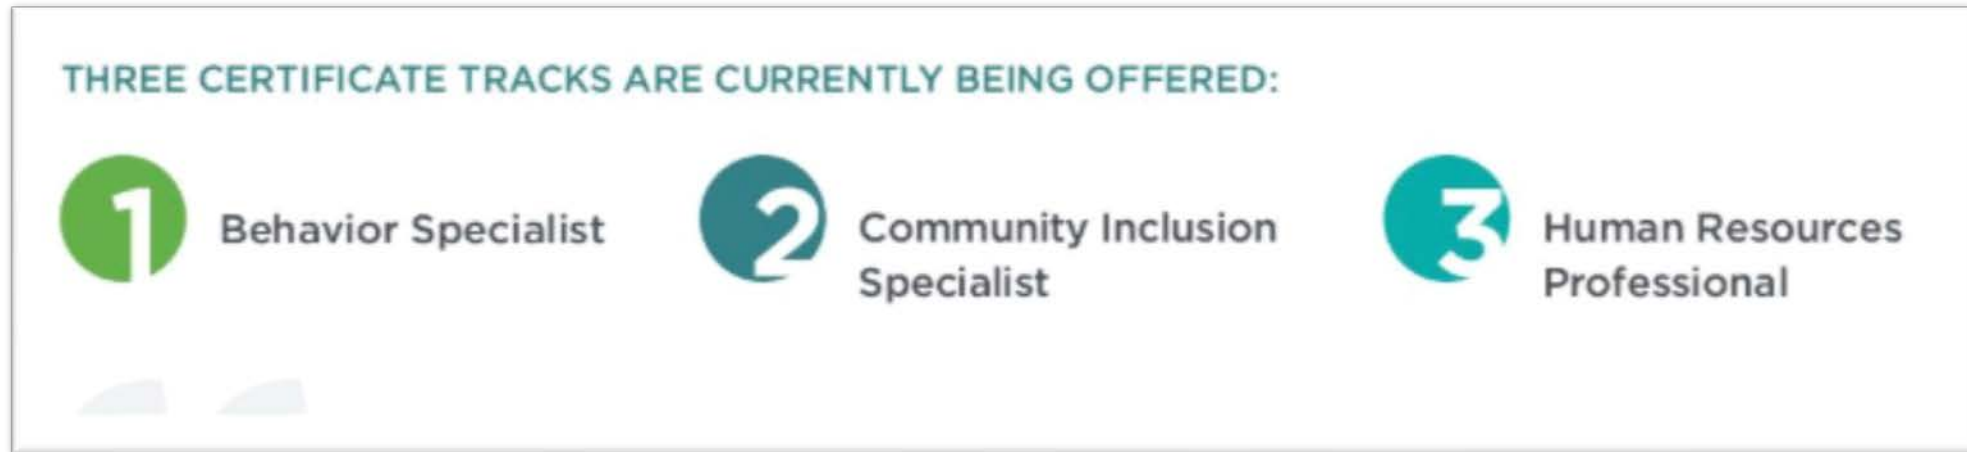 THREE CERTIFICATE TRACKS ARE CURRENTLY BEING OFFERED:
1 Behavior Specialist
2 Community Inclusion
Specialist
3 Human Resources
Professional